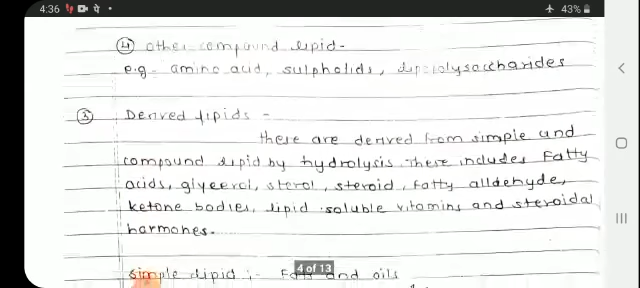 4:36
43%
④ other compound lipid-
e.g. amino acid, sulpholids, lipopolysaccharides
③ Derived lipids -
there are derived from simple and
compound lipid by hydrolysis. There includes Fatty
acids, glycerol, sterol, steroid, fatty alldehyde,
ketone bodies, lipid soluble vitamins and steroidal
harmones.
4 of 13
simple lipid :- Fats and oils